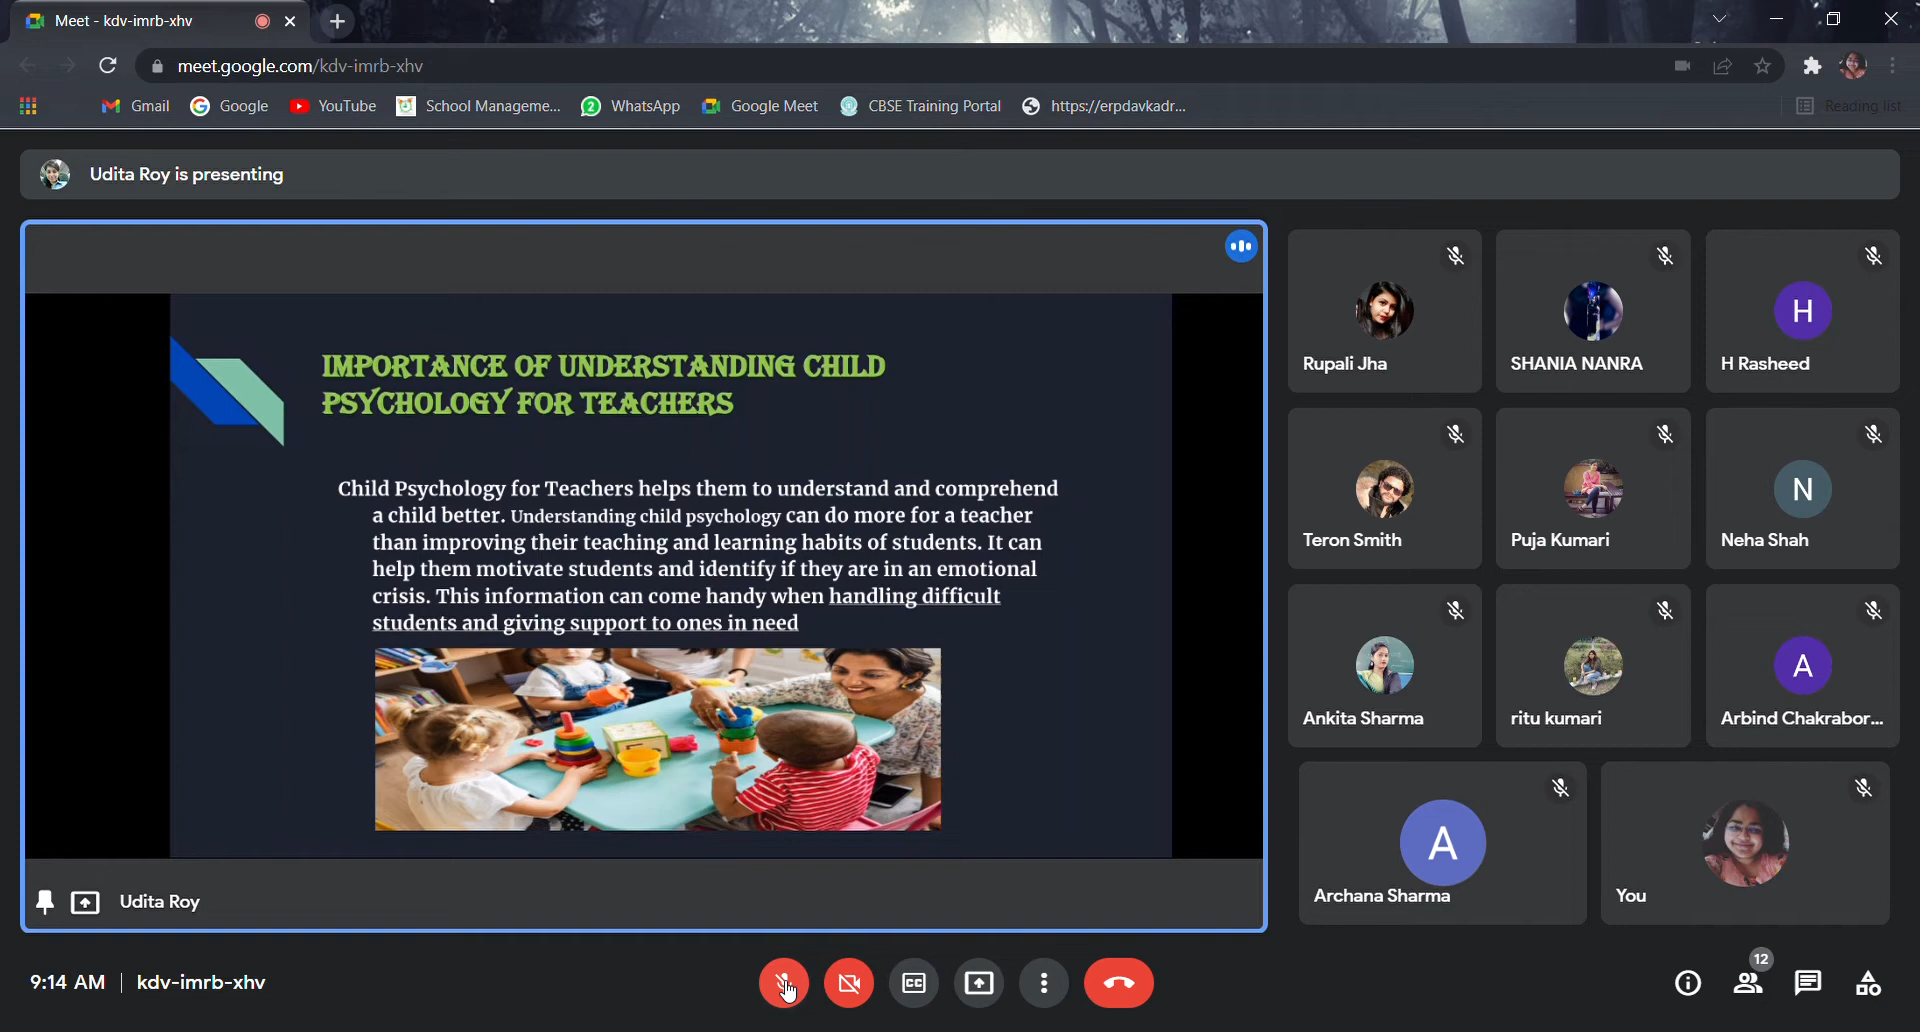 Meet - kdv-imrb-xhv
meet.google.com/kdv-imrb-xhv
Gmail
Google
YouTube
School Manageme...
WhatsApp
Google Meet
CBSE Training Portal
https://erpdavkadr...
Reading list
Udita Roy is presenting
IMPORTANCE OF UNDERSTANDING CHILD
PSYCHOLOGY FOR TEACHERS
Child Psychology for Teachers helps them to understand and comprehend
a child better. Understanding child psychology can do more for a teacher
than improving their teaching and learning habits of students. It can
help them motivate students and identify if they are in an emotional
crisis. This information can come handy when handling difficult
students and giving support to ones in need
Udita Roy
Rupali Jha
SHANIA NANRA
H
H Rasheed
Teron Smith
Puja Kumari
N
Neha Shah
Ankita Sharma
ritu kumari
A
Arbind Chakrabor...
A
Archana Sharma
You
9:14 AM | kdv-imrb-xhv
CC
12